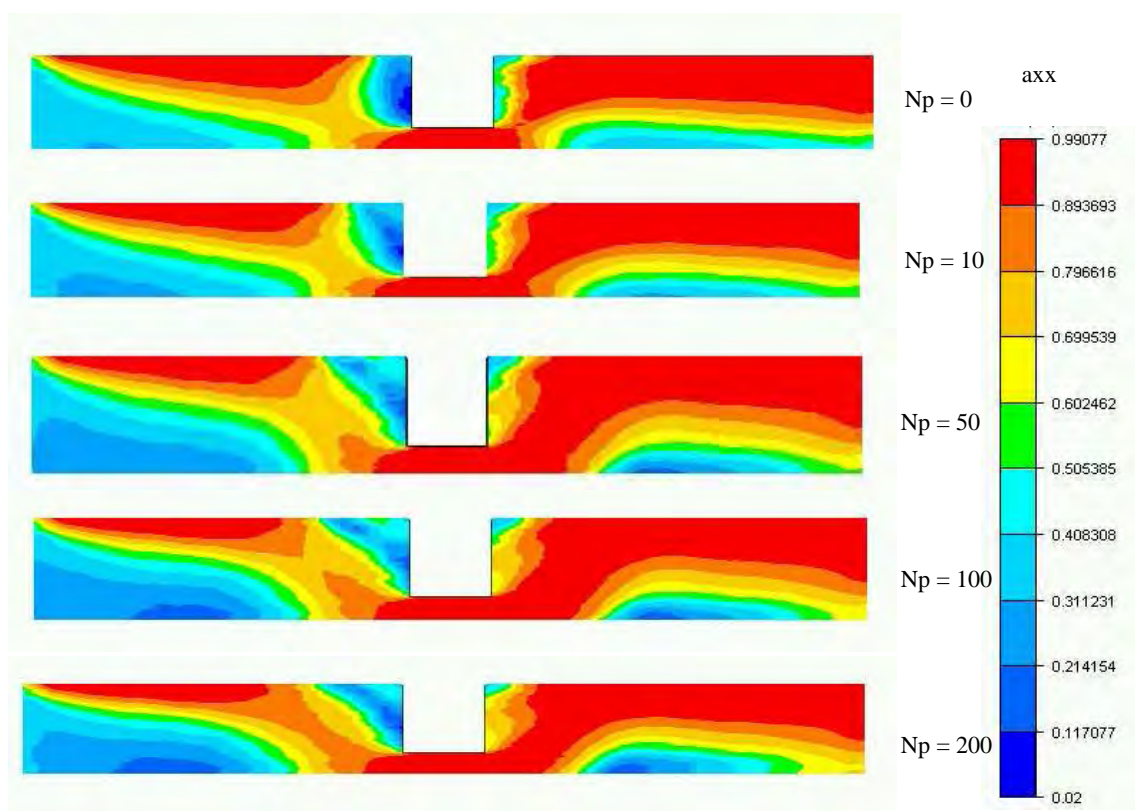 axx
Np = 0
Np = 10
Np = 50
Np = 100
Np = 200
0.99077
0.893693
0.796616
0.699539
0.602462
0.505385
0.408308
0.311231
0.214154
0.117077
0.02